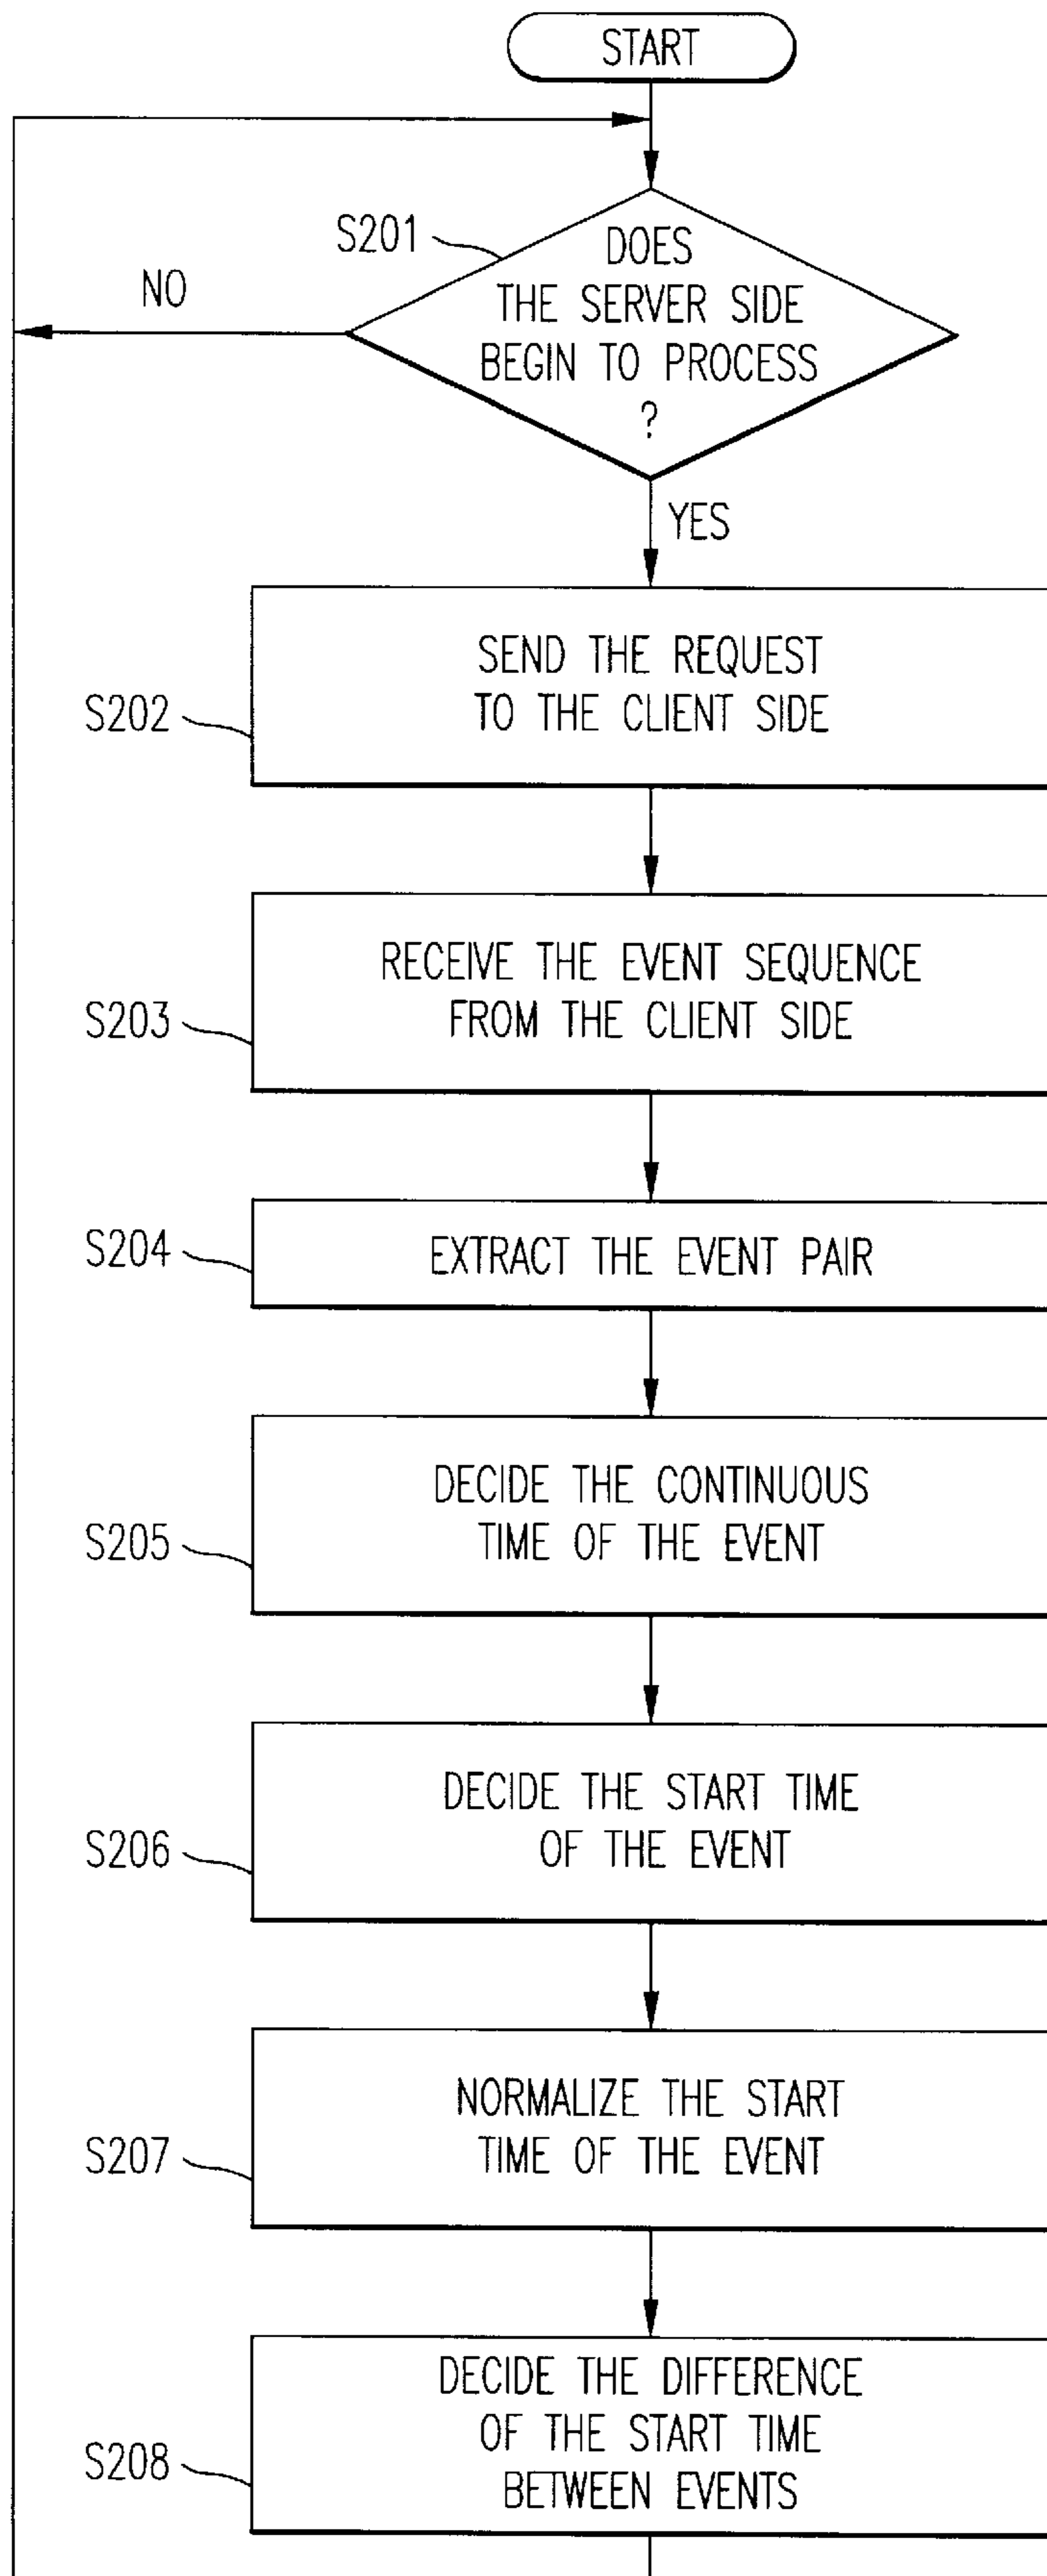 START
S201
DOES
THE SERVER SIDE
BEGIN TO PROCESS
?
NO
YES
S202
SEND THE REQUEST
TO THE CLIENT SIDE
S203
RECEIVE THE EVENT SEQUENCE
FROM THE CLIENT SIDE
S204
EXTRACT THE EVENT PAIR
S205
DECIDE THE CONTINUOUS
TIME OF THE EVENT
S206
DECIDE THE START TIME
OF THE EVENT
S207
NORMALIZE THE START
TIME OF THE EVENT
S208
DECIDE THE DIFFERENCE
OF THE START TIME
BETWEEN EVENTS